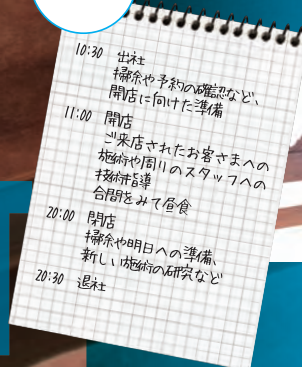 10:30 出社
掃除や予約の確認など、
開店に向けた準備
11:00 開店
ご来店されたお客さまへの
施術や周りのスタッフへの
技術指導
合間をみて昼食
20:00 閉店
掃除や明日への準備、
新しい施術の研究など
20:30 退社